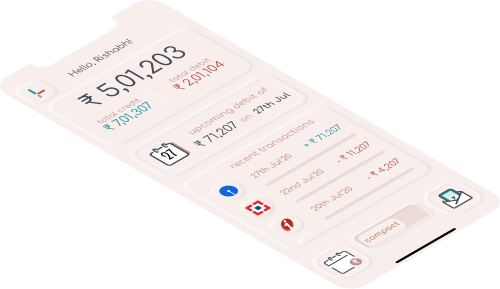 Hello, Rishabh!
₹ 5,01,203
total credit
₹ 7,01,307
total debit
₹ 2,01,104
27
upcoming debit of
₹ 71,207 on 27th Jul
recent transactions
27th Jul'20 + ₹ 71,207
22nd Jul'20 - ₹ 11,207
20th Jul'20 - ₹ 4,207
₹
compact
₹